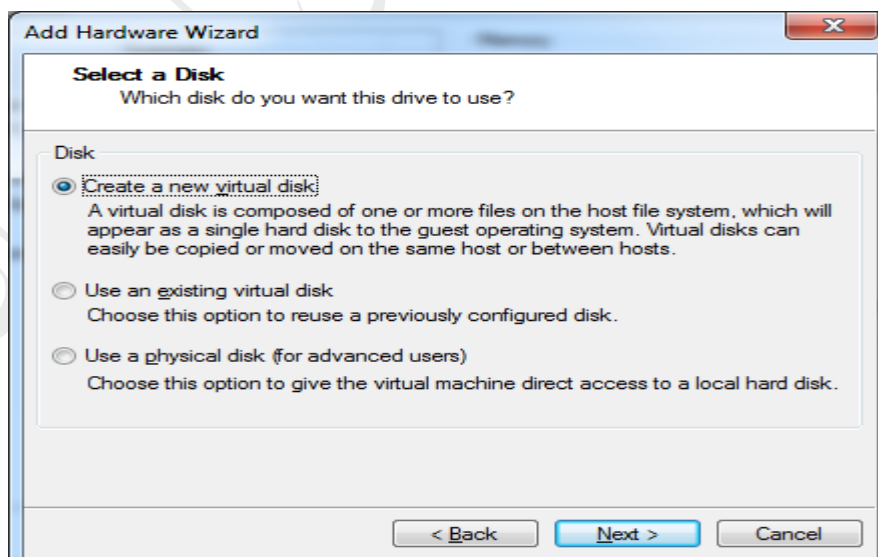 Add Hardware Wizard
Select a Disk
Which disk do you want this drive to use?
Disk
Create a new virtual disk
A virtual disk is composed of one or more files on the host file system, which will
appear as a single hard disk to the guest operating system. Virtual disks can
easily be copied or moved on the same host or between hosts.
Use an existing virtual disk
Choose this option to reuse a previously configured disk.
Use a physical disk (for advanced users)
Choose this option to give the virtual machine direct access to a local hard disk.
< Back Next > Cancel